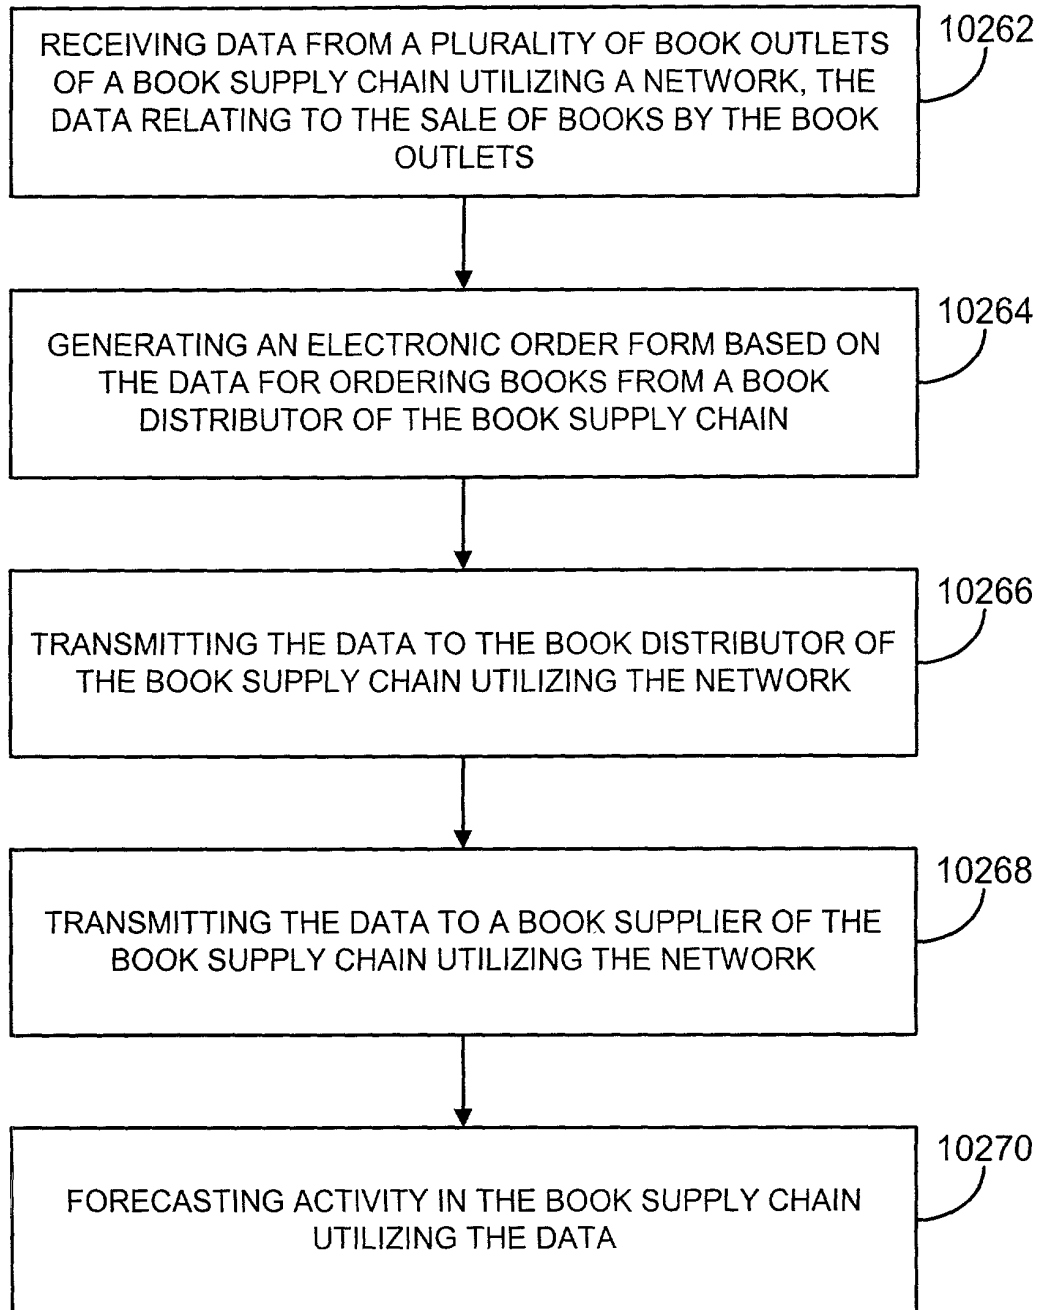 10262
RECEIVING DATA FROM A PLURALITY OF BOOK OUTLETS
OF A BOOK SUPPLY CHAIN UTILIZING A NETWORK, THE
DATA RELATING TO THE SALE OF BOOKS BY THE BOOK
OUTLETS
10264
GENERATING AN ELECTRONIC ORDER FORM BASED ON
THE DATA FOR ORDERING BOOKS FROM A BOOK
DISTRIBUTOR OF THE BOOK SUPPLY CHAIN
10266
TRANSMITTING THE DATA TO THE BOOK DISTRIBUTOR OF
THE BOOK SUPPLY CHAIN UTILIZING THE NETWORK
10268
TRANSMITTING THE DATA TO A BOOK SUPPLIER OF THE
BOOK SUPPLY CHAIN UTILIZING THE NETWORK
10270
FORECASTING ACTIVITY IN THE BOOK SUPPLY CHAIN
UTILIZING THE DATA